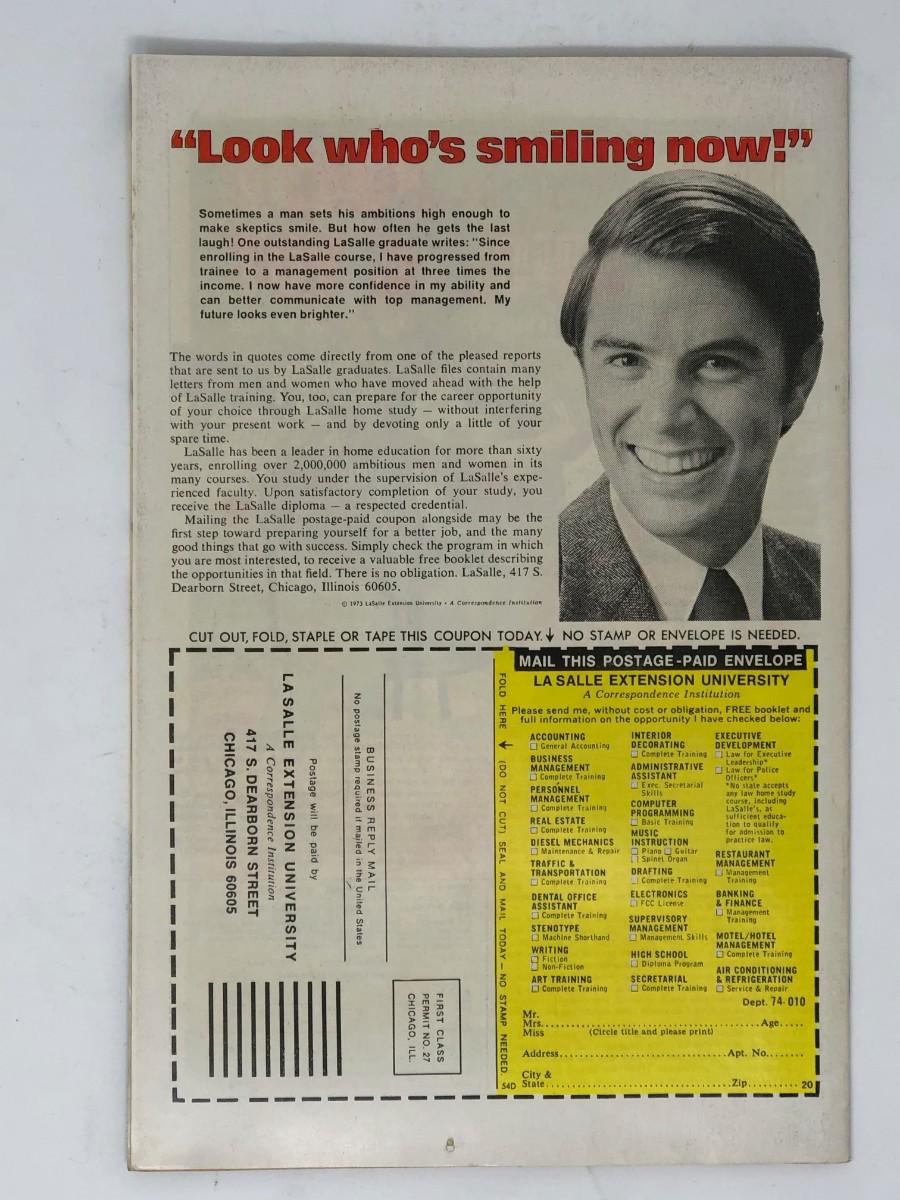 “Look who’s smiling now!”
Sometimes a man sets his ambitions high enough to
make skeptics smile. But how often he gets the last
laugh! One outstanding LaSalle graduate writes: "Since
enrolling in the LaSalle course, I have progressed from
trainee to a management position at three times the
income. I now have more confidence in my ability and
can better communicate with top management. My
future looks even brighter."
The words in quotes come directly from one of the pleased reports
that are sent to us by LaSalle graduates. LaSalle files contain many
letters from men and women who have moved ahead with the help
of LaSalle training. You, too, can prepare for the career opportunity
of your choice through LaSalle home study — without interfering
with your present work — and by devoting only a little of your
spare time.
LaSalle has been a leader in home education for more than sixty
years, enrolling over 2,000,000 ambitious men and women in its
many courses. You study under the supervision of LaSalle's expe-
rienced faculty. Upon satisfactory completion of your study, you
receive the LaSalle diploma — a respected credential.
Mailing the LaSalle postage-paid coupon alongside may be the
first step toward preparing yourself for a better job, and the many
good things that go with success. Simply check the program in which
you are most interested, to receive a valuable free booklet describing
the opportunities in that field. There is no obligation. LaSalle, 417 S.
Dearborn Street, Chicago, Illinois 60605.
© 1973 LaSalle Extension University • A Correspondence Institution
CUT OUT, FOLD, STAPLE OR TAPE THIS COUPON TODAY. ↓ NO STAMP OR ENVELOPE IS NEEDED.
BUSINESS REPLY MAIL
No postage stamp required if mailed in the United States
Postage will be paid by
LA SALLE EXTENSION UNIVERSITY
A Correspondence Institution
417 S. DEARBORN STREET
CHICAGO, ILLINOIS 60605
FIRST CLASS
PERMIT NO. 27
CHICAGO, ILL.
FOLD HERE → (DO NOT CUT) SEAL AND MAIL TODAY — NO STAMP NEEDED.
MAIL THIS POSTAGE-PAID ENVELOPE
LA SALLE EXTENSION UNIVERSITY
A Correspondence Institution
Please send me, without cost or obligation, FREE booklet and
full information on the opportunity I have checked below:
ACCOUNTING
☐ General Accounting
BUSINESS
MANAGEMENT
☐ Complete Training
PERSONNEL
MANAGEMENT
☐ Complete Training
REAL ESTATE
☐ Complete Training
DIESEL MECHANICS
☐ Maintenance & Repair
TRAFFIC &
TRANSPORTATION
☐ Complete Training
DENTAL OFFICE
ASSISTANT
☐ Complete Training
STENOTYPE
☐ Machine Shorthand
WRITING
☐ Fiction
☐ Non-Fiction
ART TRAINING
☐ Complete Training
INTERIOR
DECORATING
☐ Complete Training
ADMINISTRATIVE
ASSISTANT
☐ Exec. Secretarial
Skills
COMPUTER
PROGRAMMING
☐ Basic Training
MUSIC
INSTRUCTION
☐ Piano ☐ Guitar
☐ Spinet Organ
DRAFTING
☐ Complete Training
ELECTRONICS
☐ FCC License
SUPERVISORY
MANAGEMENT
☐ Management Skills
HIGH SCHOOL
☐ Diploma Program
SECRETARIAL
☐ Complete Training
EXECUTIVE
DEVELOPMENT
☐ Law for Executive
Leadership*
☐ Law for Police
Officers*
*No state accepts
any law home study
course, including
LaSalle's, as
sufficient educa-
tion to qualify
for admission to
practice law.
RESTAURANT
MANAGEMENT
☐ Management
Training
BANKING
& FINANCE
☐ Management
Training
MOTEL/HOTEL
MANAGEMENT
☐ Complete Training
AIR CONDITIONING
& REFRIGERATION
☐ Service & Repair
Dept. 74-010
Mr.
Mrs. Age
Miss (Circle title and please print)
Address Apt. No.
City &
State Zip
54D
20